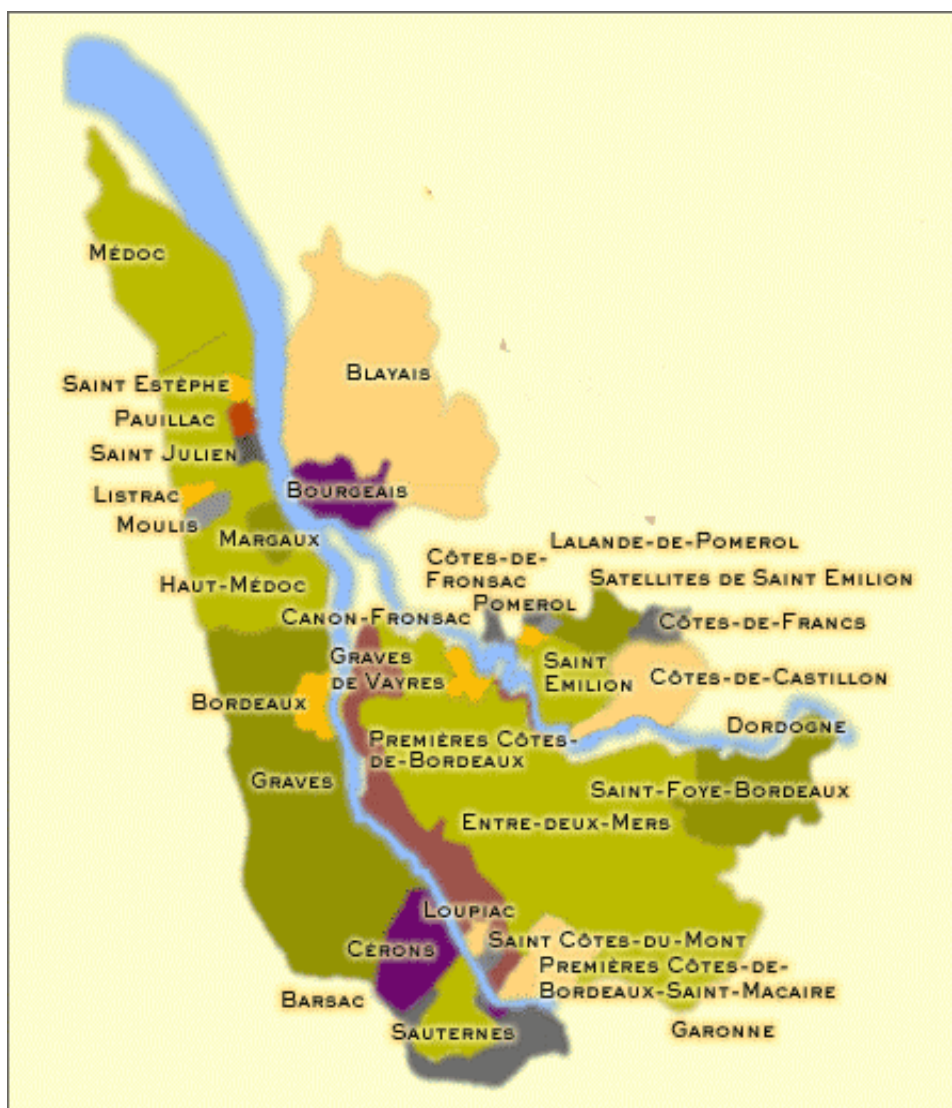 Médoc
Blayais
Saint Estèphe
Pauillac
Saint Julien
Listrac
Moulis
Bourgeais
Margaux
Haut-Médoc
Lalande-de-Pomerol
Côtes-de-
Fronsac
Satellites de Saint Emilion
Pomerol
Canon-Fronsac
Côtes-de-Francs
Graves
de Vayres
Saint
Emilion
Côtes-de-Castillon
Bordeaux
Dordogne
Premières Côtes-
de-Bordeaux
Graves
Saint-Foye-Bordeaux
Entre-deux-Mers
Loupiac
Cérons
Saint Côtes-du-Mont
Premières Côtes-de-
Bordeaux-Saint-Macaire
Barsac
Sauternes
Garonne